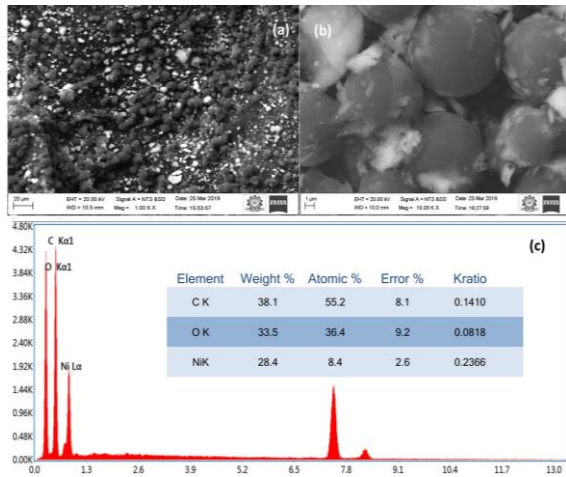 (a)
20 µm
EHT = 20.00 kV
Signal A = NTS BSD
Date :25 Mar 2019
WD = 10.5 mm
Mag = 1.00 K X
Time :15:53:57
ZEISS
(b)
1 µm
EHT = 20.00 kV
Signal A = NTS BSD
Date :25 Mar 2019
WD = 10.0 mm
Mag = 10.00 K X
ZEISS
(c)
4.80K
4.32K
3.84K
3.36K
2.88K
2.40K
1.92K
1.44K
0.96K
0.48K
0.00K
C Kα1
O Kα1
Ni Lα
Element Weight % Atomic % Error % Kratio
C K 38.1 55.2 8.1 0.1410
O K 33.5 36.4 9.2 0.0818
NiK 28.4 8.4 2.6 0.2366
0.0 1.3 2.6 3.9 5.2 6.5 7.8 9.1 10.4 11.7 13.0